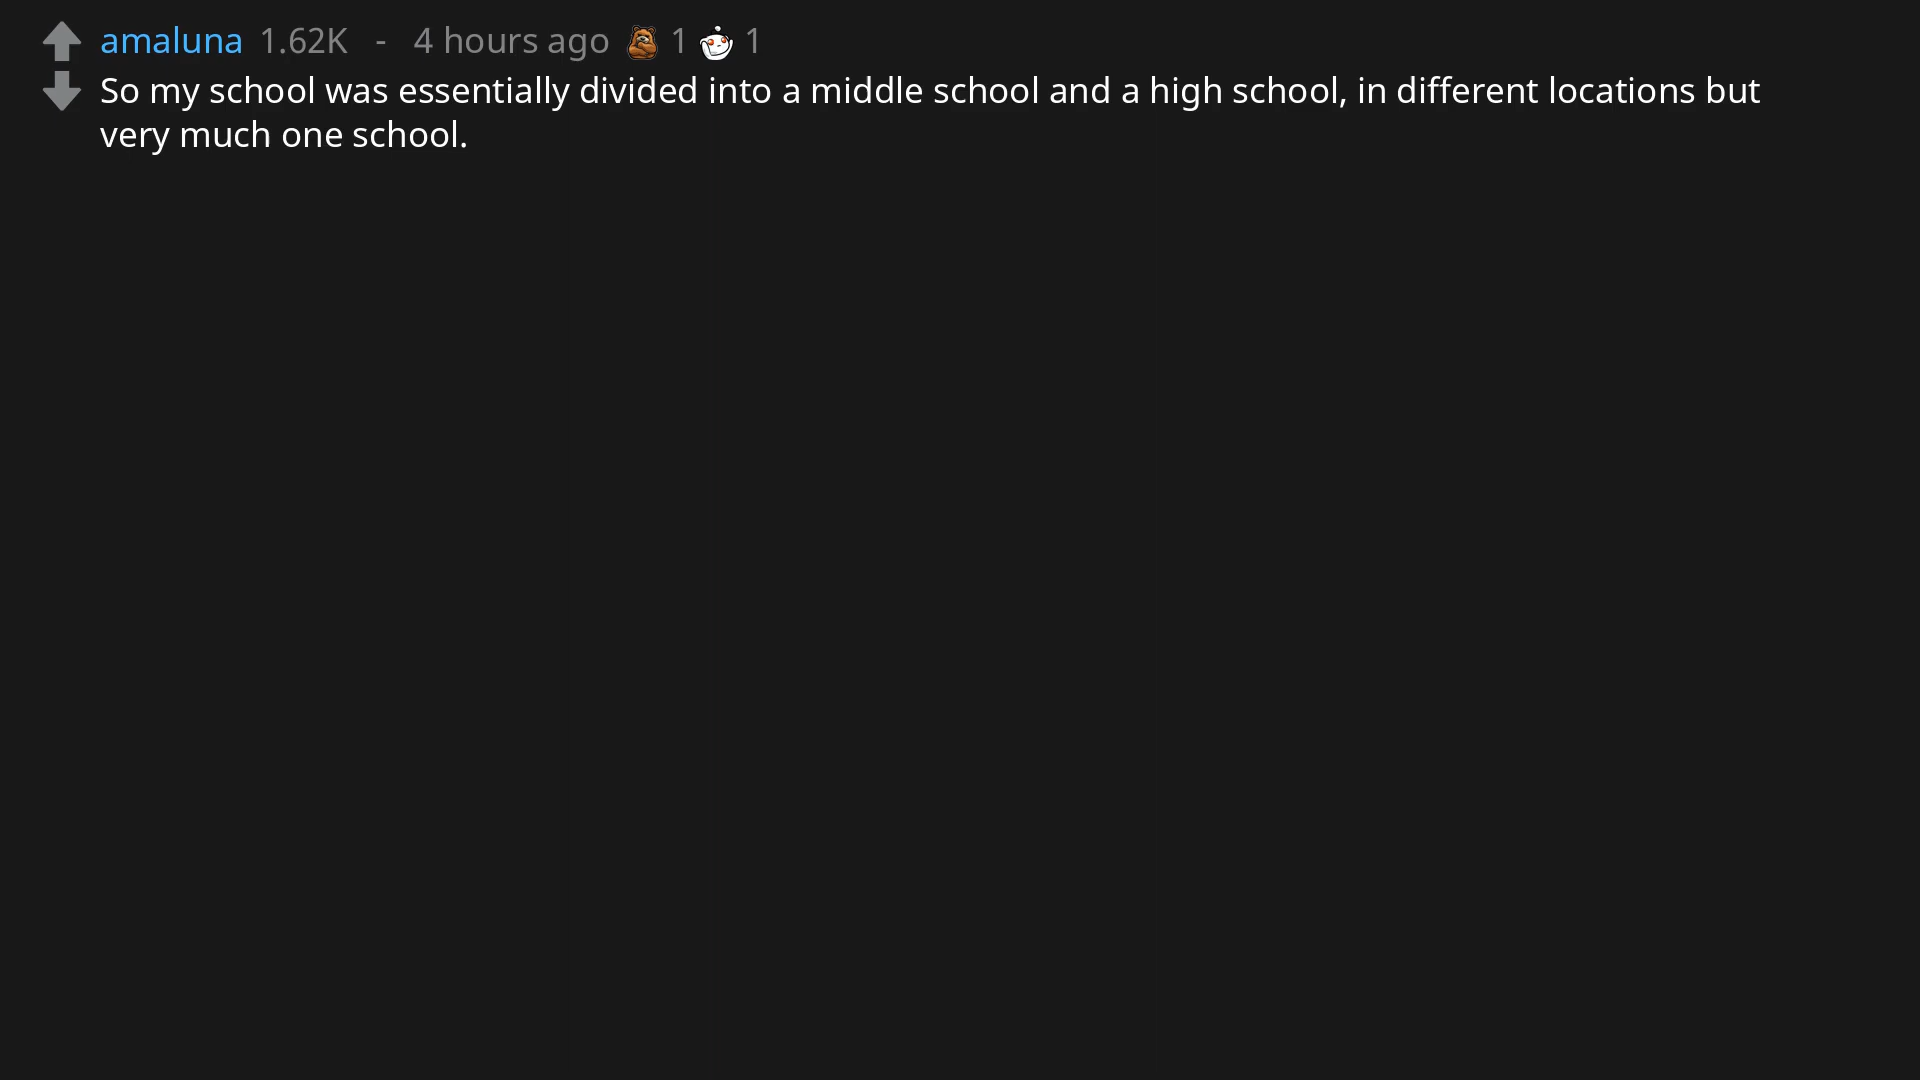 amaluna 1.62K - 4 hours ago 1 1
So my school was essentially divided into a middle school and a high school, in different locations but
very much one school.